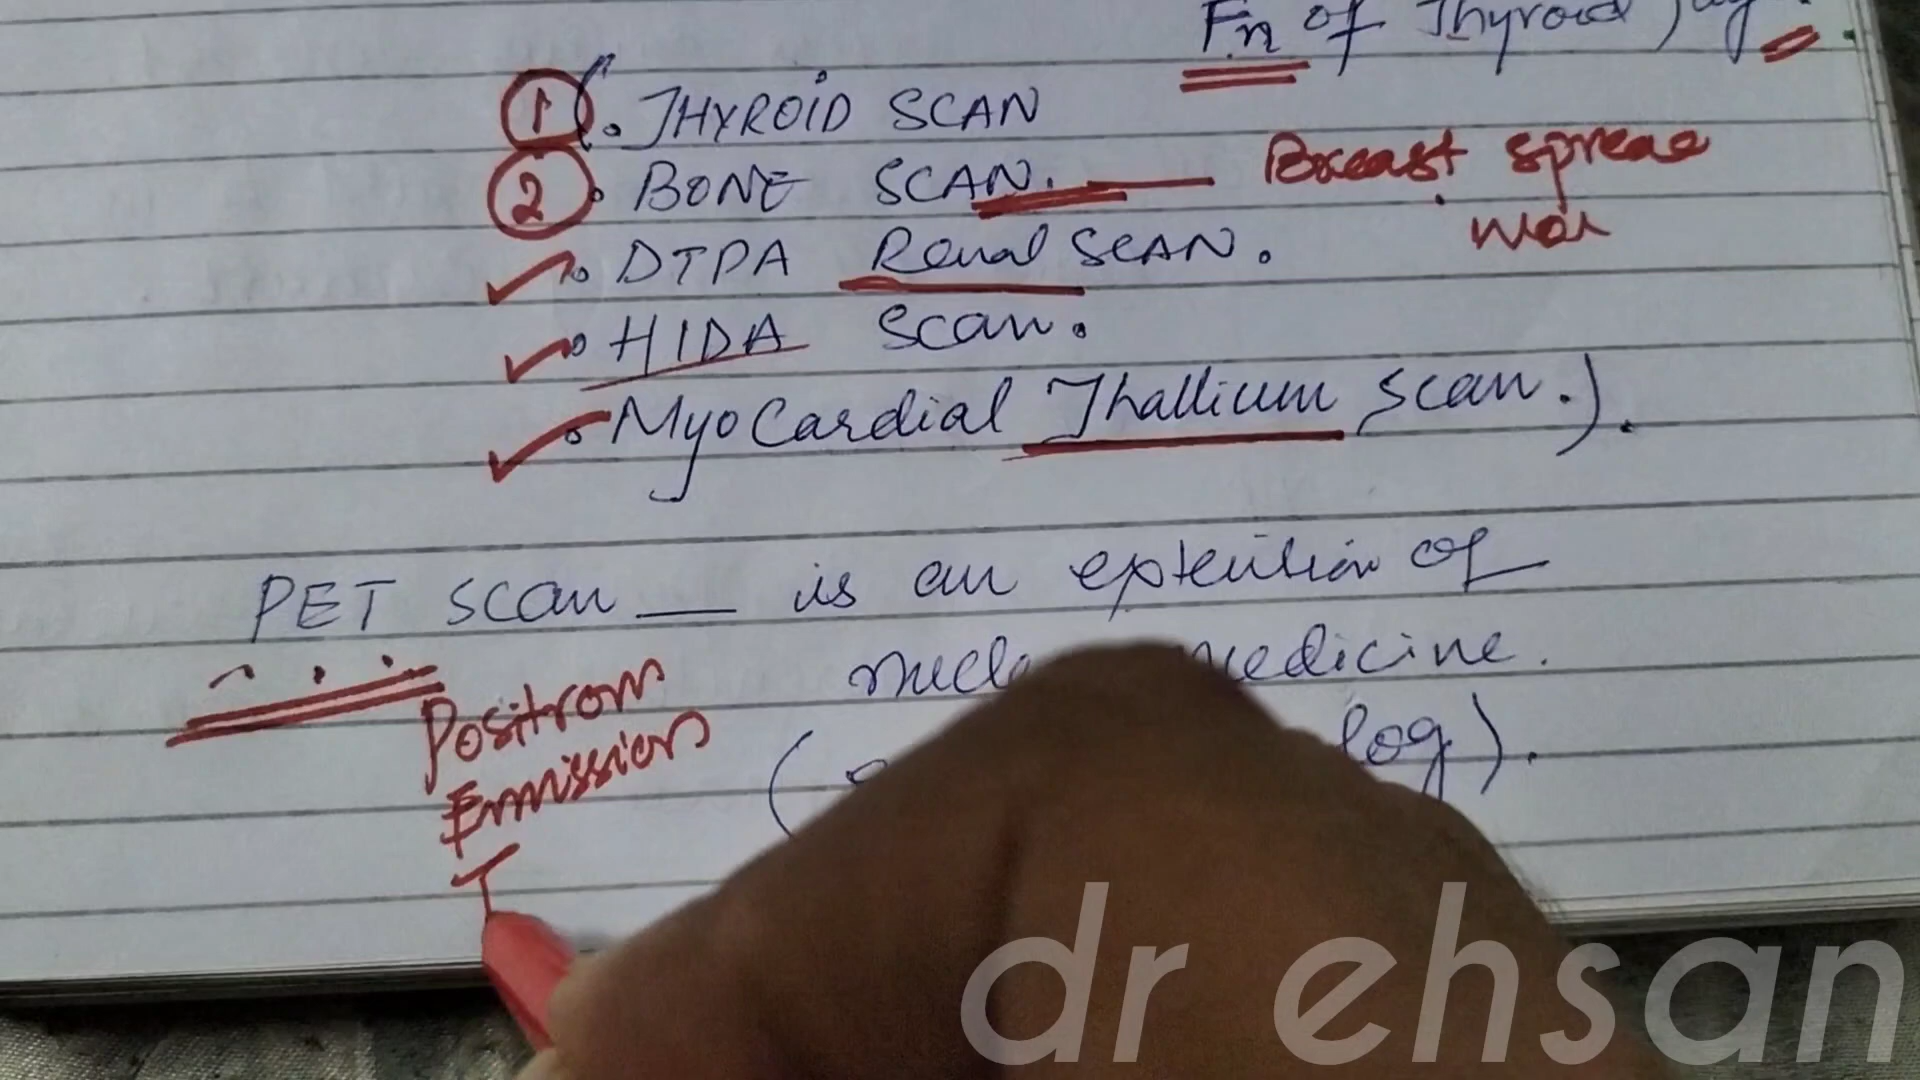 Fn of Thyroid
1 • THYROID SCAN
2 • BONE SCAN. — Breast spread
• DTPA Renal SCAN.
• HIDA Scan.
• MyoCardial Thallium Scan.).
PET scan — is an extention of
medicine.
Positron
Emission
T
log).
dr ehsan